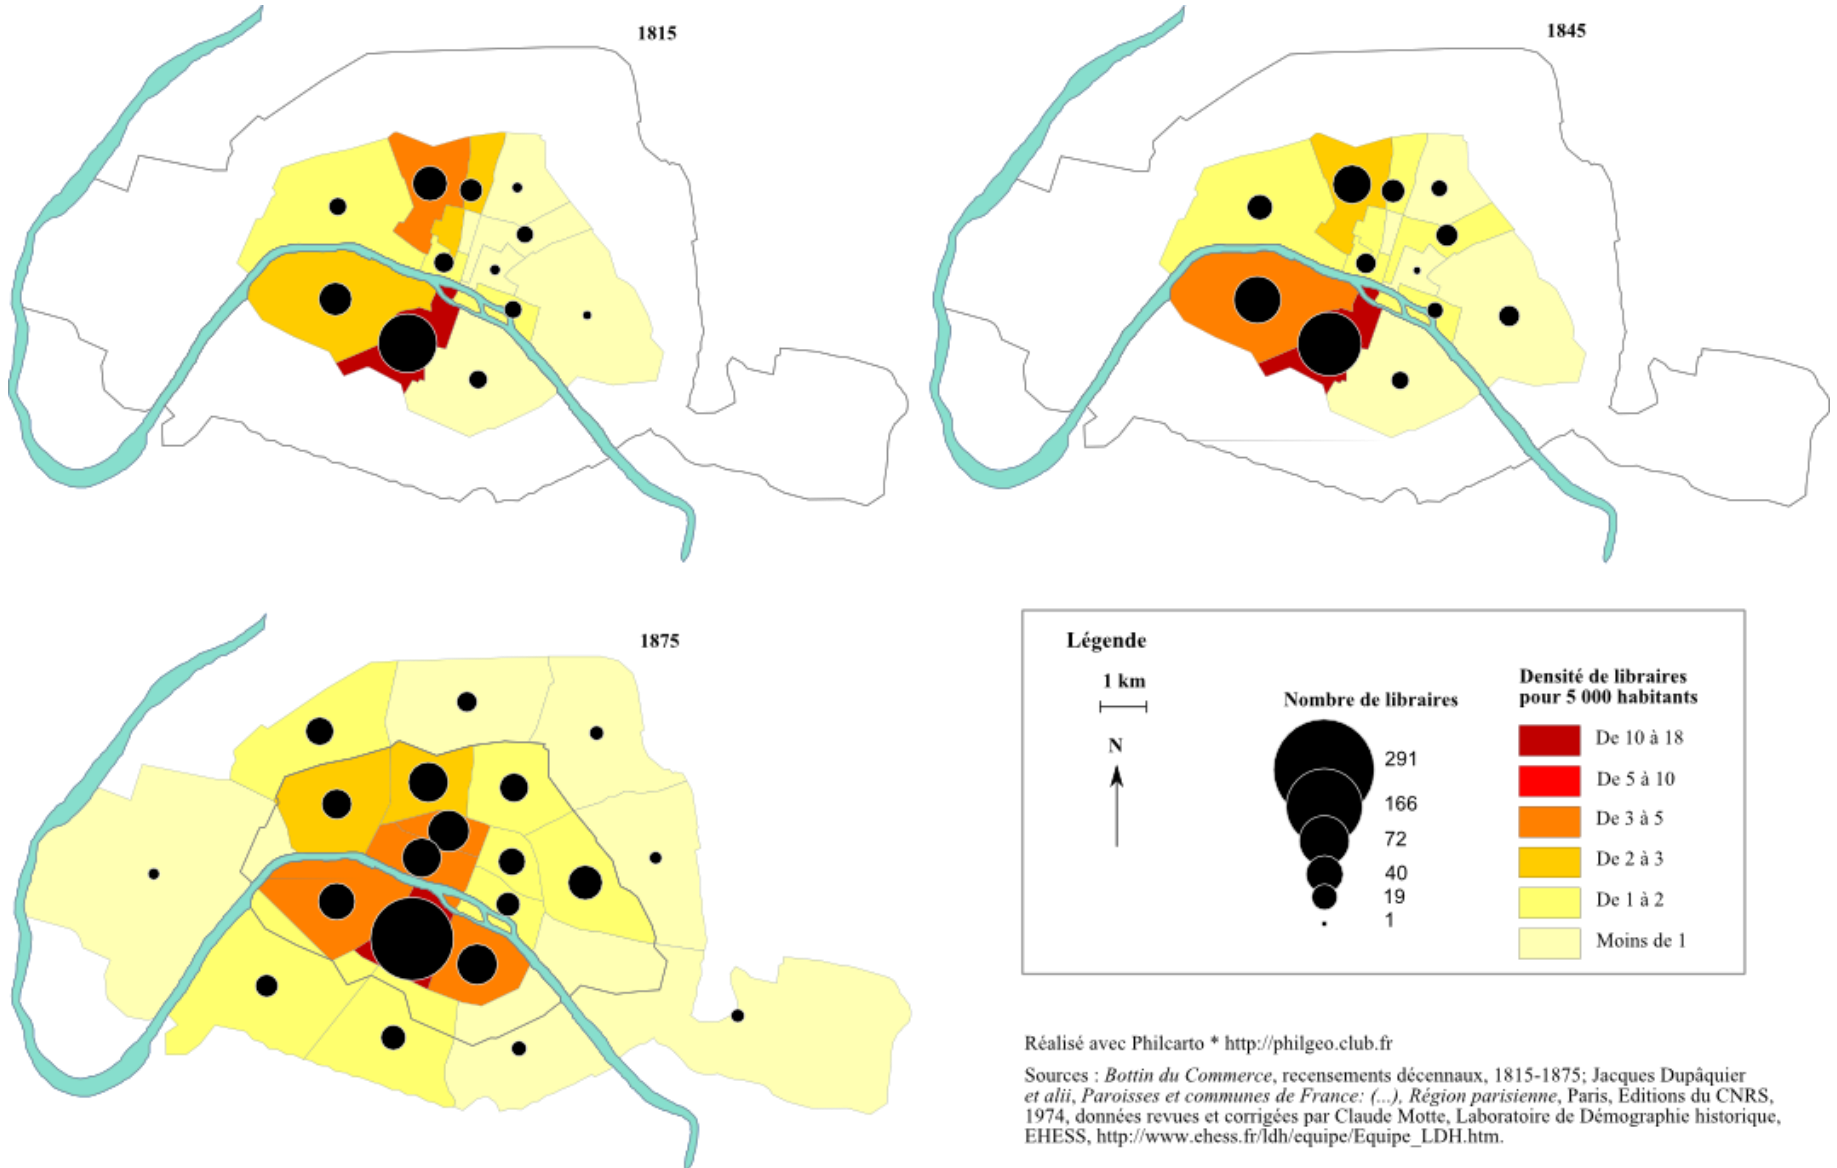 1815
1845
1875
Légende
1 km
N
Nombre de libraires
291
166
72
40
19
1
Densité de libraires
pour 5 000 habitants
De 10 à 18
De 5 à 10
De 3 à 5
De 2 à 3
De 1 à 2
Moins de 1
Réalisé avec Philcarto * http://philgeo.club.fr
Sources : Bottin du Commerce, recensements décennaux, 1815-1875; Jacques Dupâquier
et alii, Paroisses et communes de France: (...), Région parisienne, Paris, Editions du CNRS,
1974, données revues et corrigées par Claude Motte, Laboratoire de Démographie historique,
EHESS, http://www.ehess.fr/ldh/equipe/Equipe_LDH.htm.